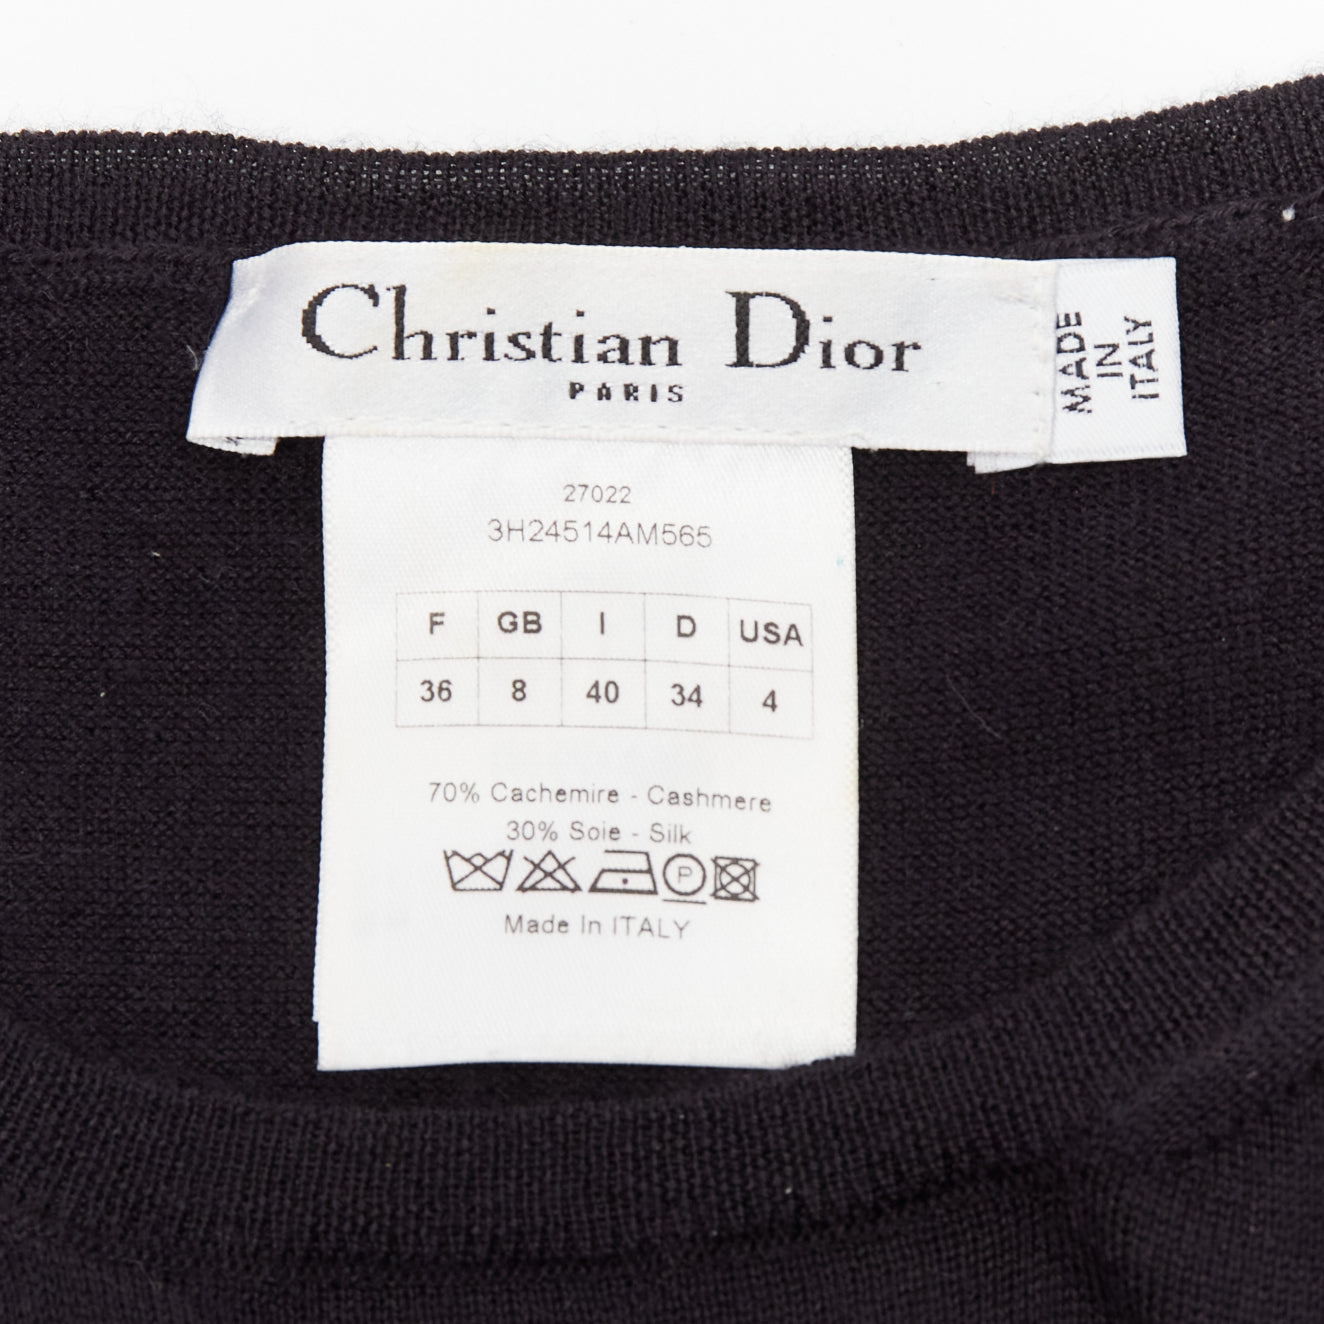 Christian Dior
PARIS
MADE
IN
ITALY
27022
3H24514AM565
F GB I D USA
36 8 40 34 4
70% Cachemire - Cashmere
30% Soie - Silk
P
Made In ITALY